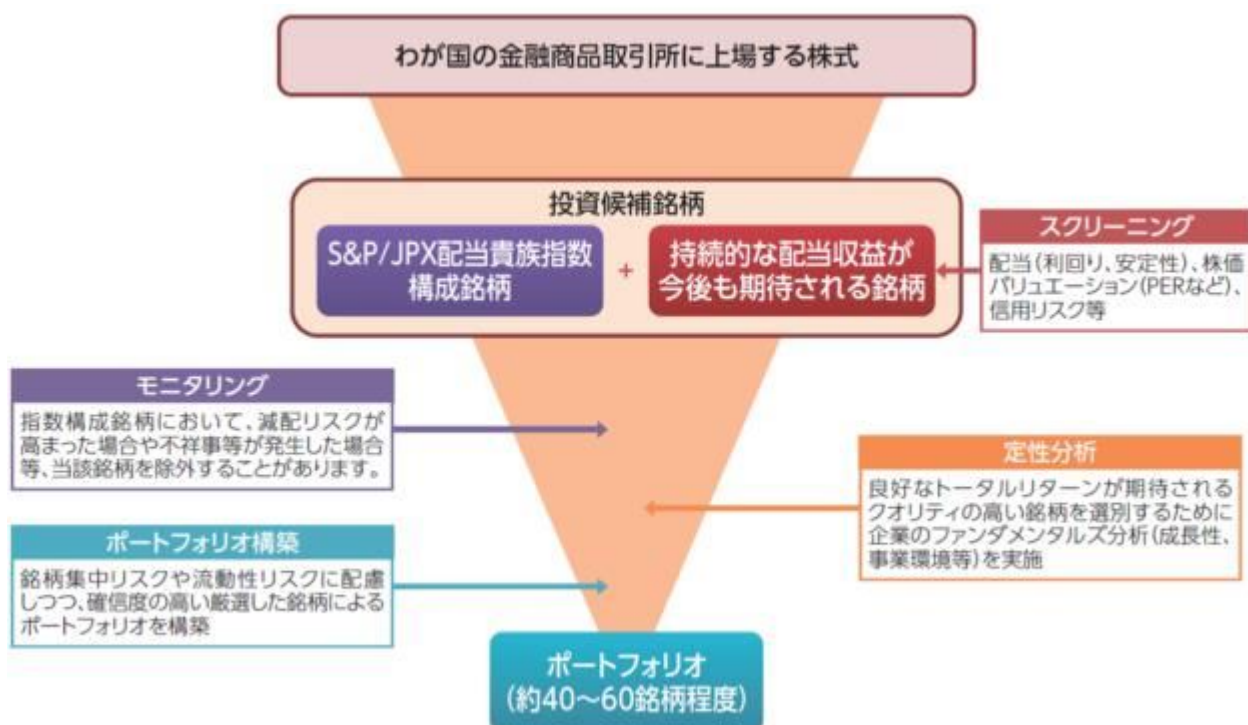 わが国の金融商品取引所に上場する株式
投資候補銘柄
S&P/JPX配当貴族指数
構成銘柄
+
持続的な配当収益が
今後も期待される銘柄
スクリーニング
配当(利回り、安定性)、株価
バリュエーション(PERなど)、
信用リスク等
モニタリング
指数構成銘柄において、減配リスクが
高まった場合や不祥事等が発生した場合
等、当該銘柄を除外することがあります。
定性分析
良好なトータルリターンが期待される
クオリティの高い銘柄を選別するために
企業のファンダメンタルズ分析(成長性、
事業環境等)を実施
ポートフォリオ構築
銘柄集中リスクや流動性リスクに配慮
しつつ、確信度の高い厳選した銘柄による
ポートフォリオを構築
ポートフォリオ
(約40~60銘柄程度)